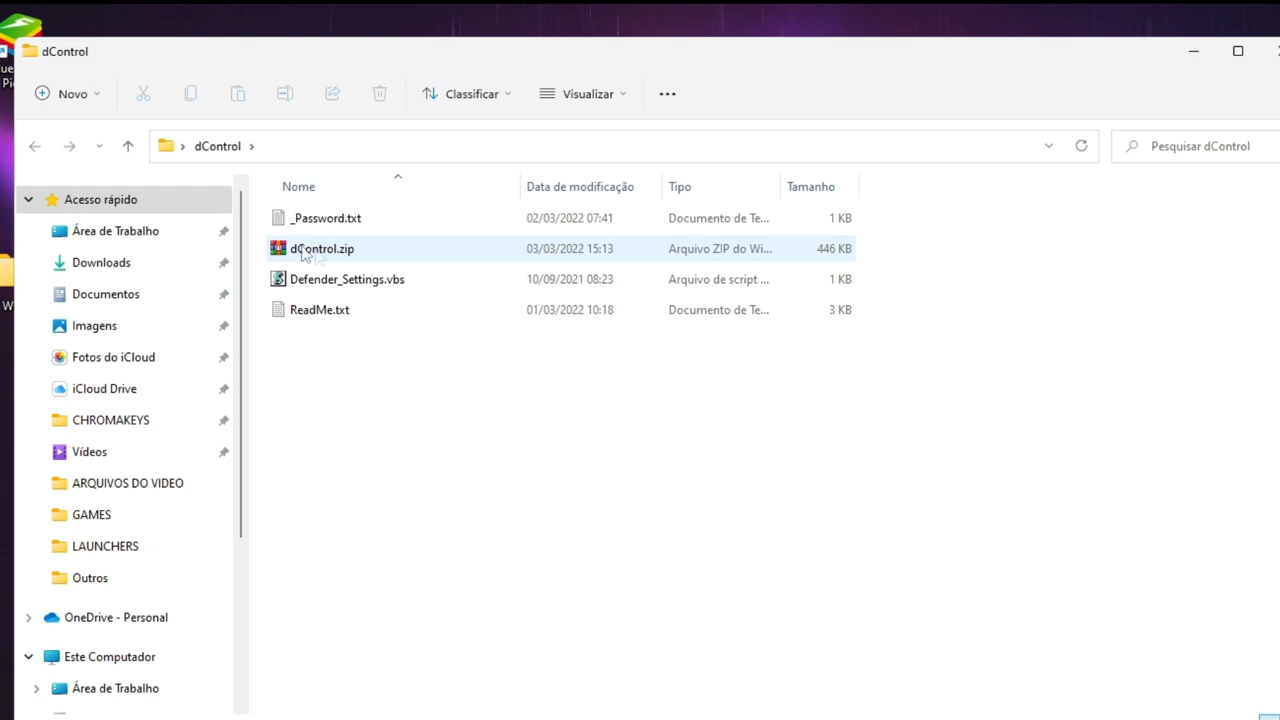 dControl
Novo
Classificar
Visualizar
dControl
Pesquisar dControl
Nome
Data de modificação
Tipo
Tamanho
Acesso rápido
Área de Trabalho
Downloads
Documentos
Imagens
Fotos do iCloud
iCloud Drive
CHROMAKEYS
Vídeos
ARQUIVOS DO VIDEO
GAMES
LAUNCHERS
Outros
OneDrive - Personal
Este Computador
Área de Trabalho
_Password.txt 02/03/2022 07:41 Documento de Te... 1 KB
dControl.zip 03/03/2022 15:13 Arquivo ZIP do Wi... 446 KB
Defender_Settings.vbs 10/09/2021 08:23 Arquivo de script ... 1 KB
ReadMe.txt 01/03/2022 10:18 Documento de Te... 3 KB